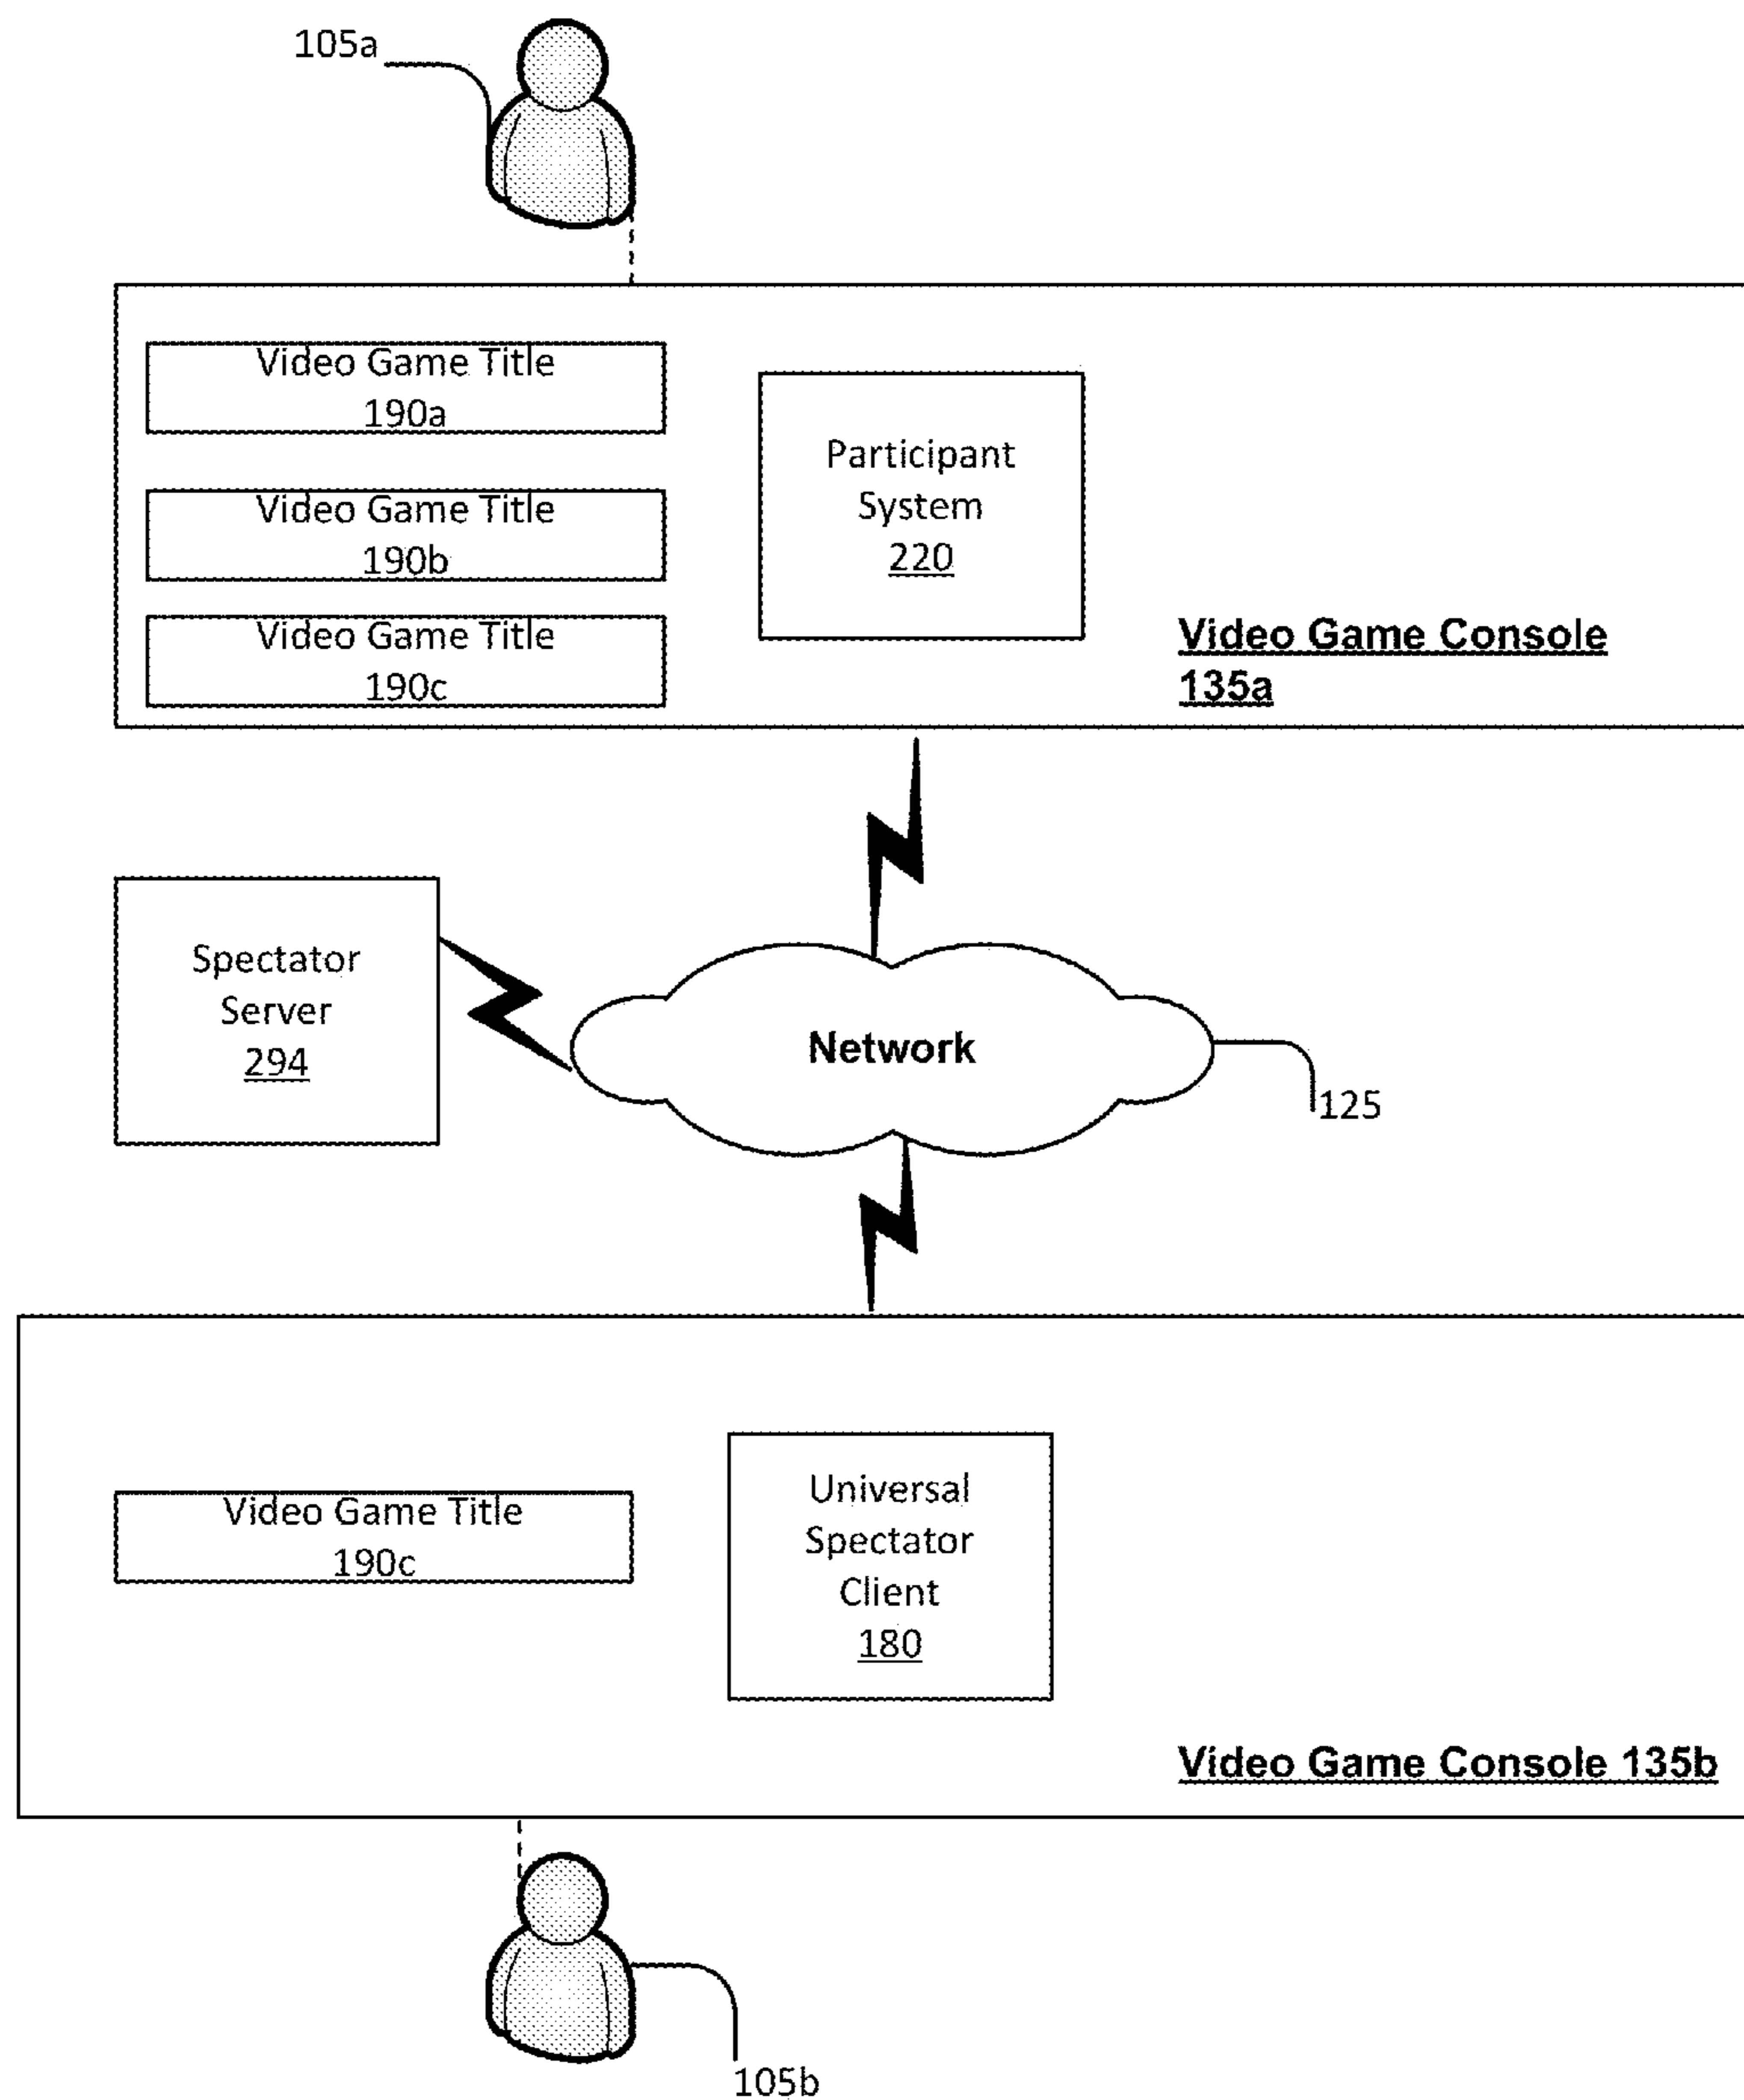 105a
Video Game Title
190a
Video Game Title
190b
Video Game Title
190c
Participant
System
220
Video Game Console
135a
Spectator
Server
294
Network
125
Video Game Title
190c
Universal
Spectator
Client
180
Video Game Console 135b
105b